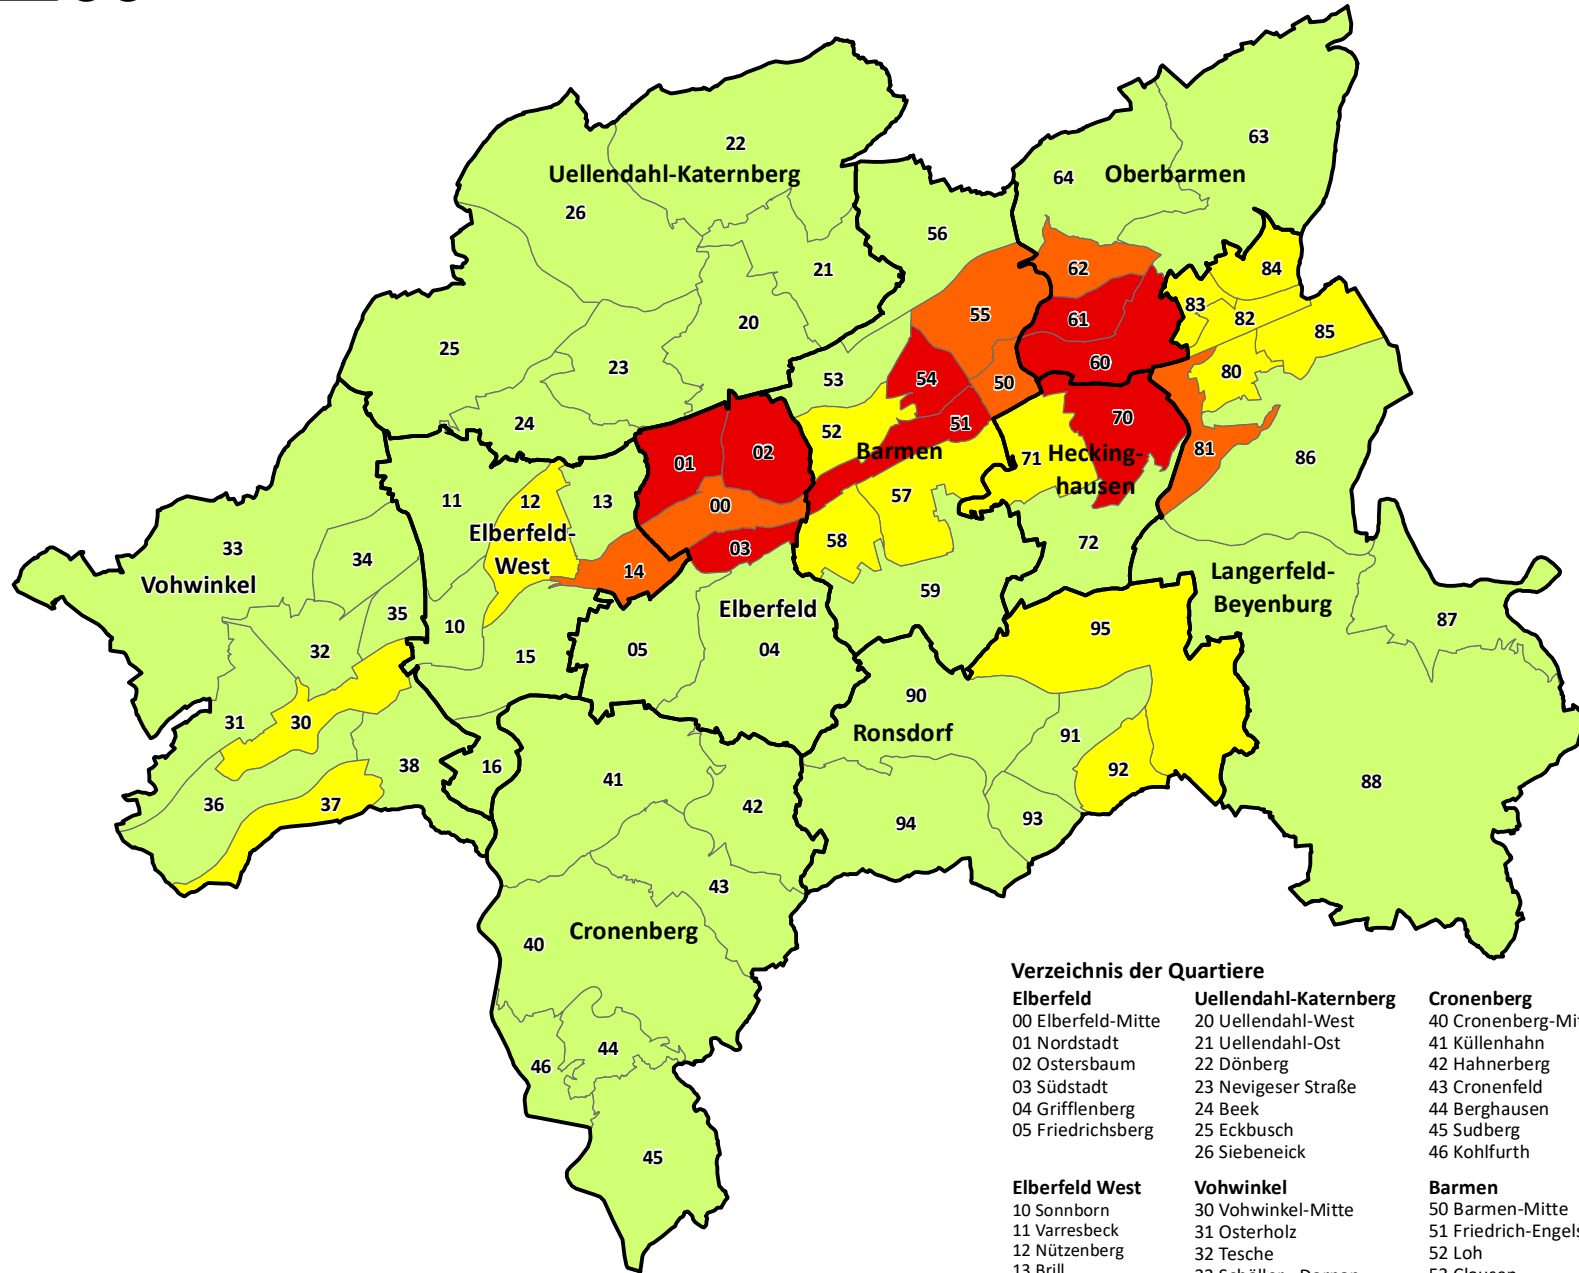 22
63
Uellendahl-Katernberg
64
Oberbarmen
26
56
21
62
84
83
55
61
82
20
85
25
60
23
53
54
50
80
24
52
51
70
01
02
Barmen
71
Hecking-
hausen
81
86
11
12
13
00
57
Elberfeld-
West
33
34
14
03
58
72
Vohwinkel
Langerfeld-
Beyenburg
35
10
Elberfeld
59
95
87
32
15
05
04
31
30
90
Ronsdorf
91
38
16
41
92
36
37
42
94
93
88
43
40
Cronenberg
44
46
45
Verzeichnis der Quartiere
Elberfeld
00 Elberfeld-Mitte
01 Nordstadt
02 Ostersbaum
03 Südstadt
04 Grifflenberg
05 Friedrichsberg
Uellendahl-Katernberg
20 Uellendahl-West
21 Uellendahl-Ost
22 Dönberg
23 Nevigeser Straße
24 Beek
25 Eckbusch
26 Siebeneick
Cronenberg
40 Cronenberg-Mi
41 Küllenhahn
42 Hahnerberg
43 Cronenfeld
44 Berghausen
45 Sudberg
46 Kohlfurth
Elberfeld West
10 Sonnborn
11 Varresbeck
12 Nützenberg
13 Brill
Vohwinkel
30 Vohwinkel-Mitte
31 Osterholz
32 Tesche
Barmen
50 Barmen-Mitte
51 Friedrich-Engels
52 Loh